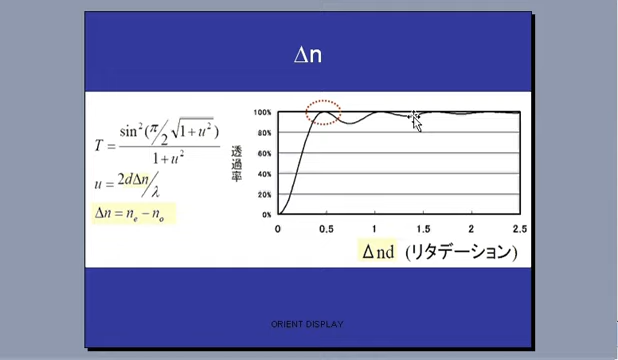 Δn
T = sin²(π/2 √1+u²) / 1+u²
u = 2dΔn/λ
Δn = nₑ − nₒ
透過率
100%
80%
60%
40%
20%
0%
0 0.5 1 1.5 2 2.5
Δnd (リタデーション)
ORIENT DISPLAY